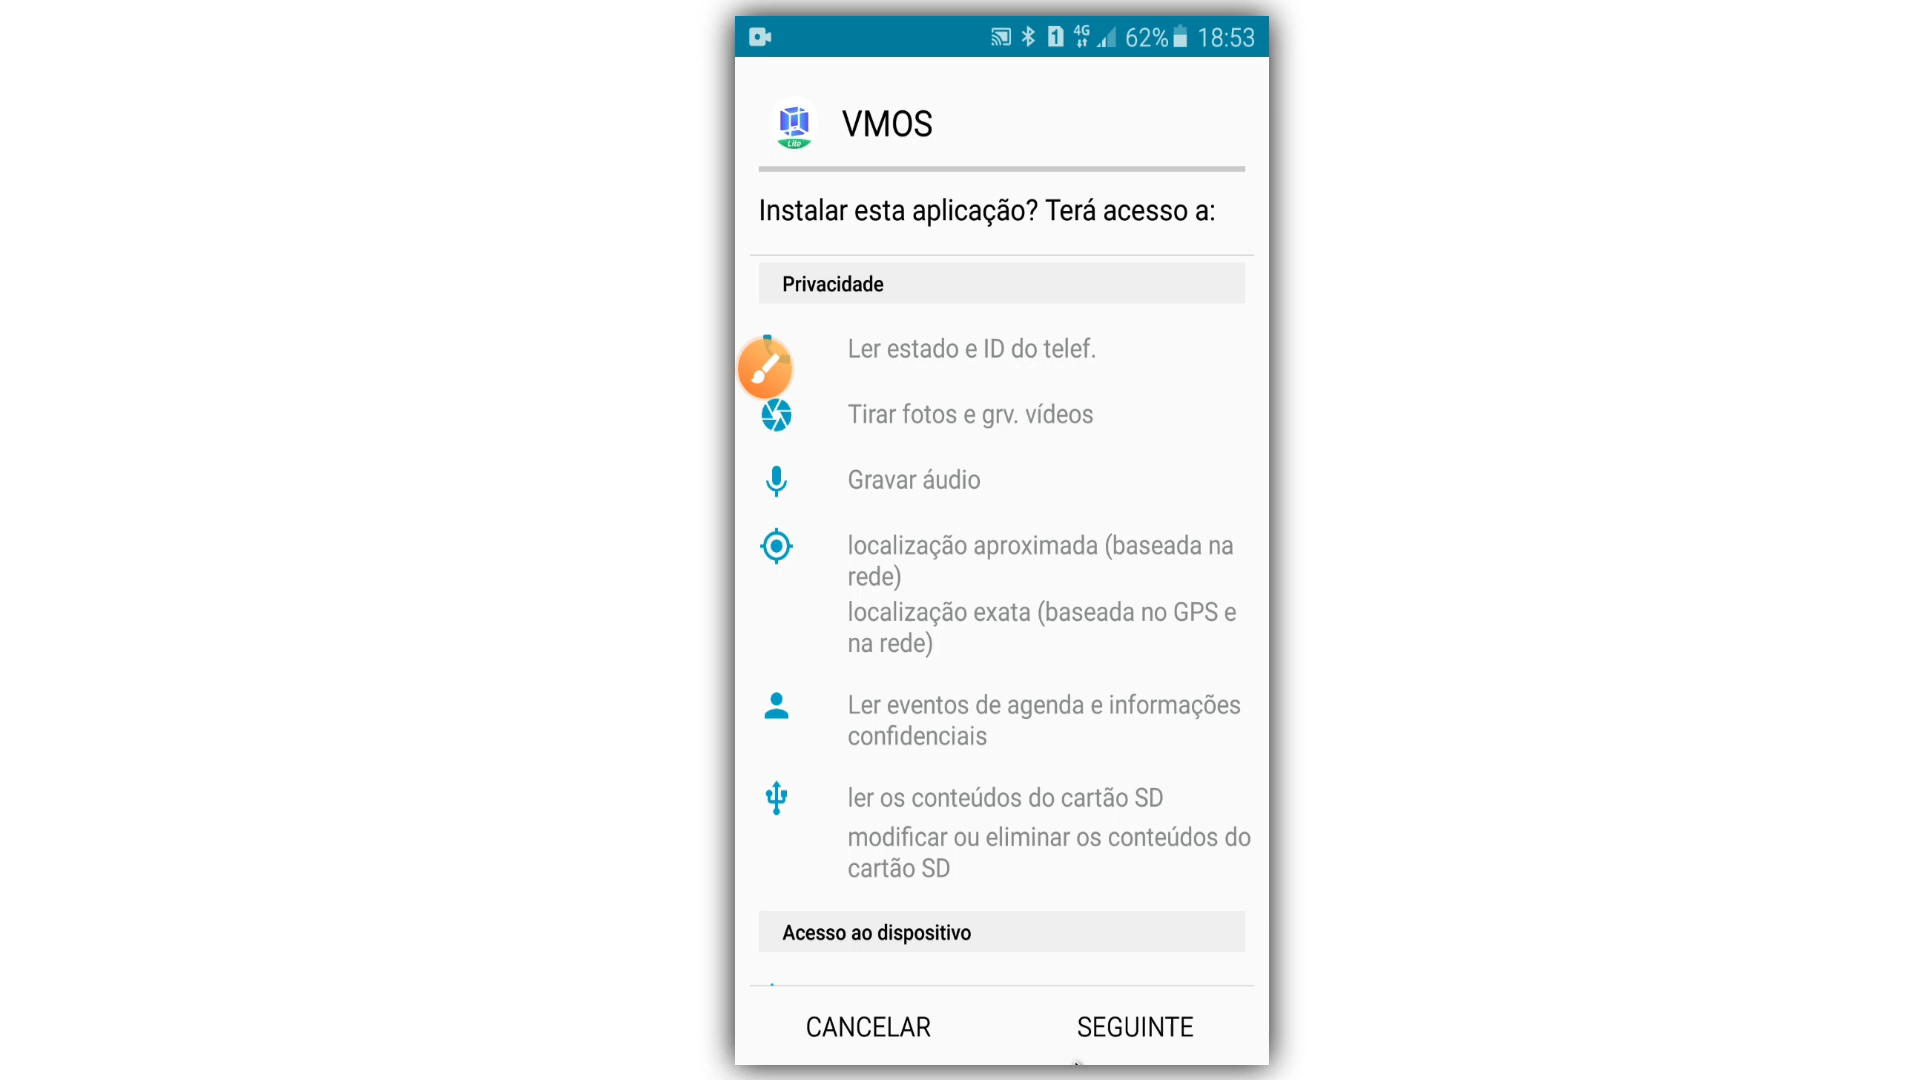 4G 62% 18:53
Lite
VMOS
Instalar esta aplicação? Terá acesso a:
Privacidade
Ler estado e ID do telef.
Tirar fotos e grv. vídeos
Gravar áudio
localização aproximada (baseada na
rede)
localização exata (baseada no GPS e
na rede)
Ler eventos de agenda e informações
confidenciais
ler os conteúdos do cartão SD
modificar ou eliminar os conteúdos do
cartão SD
Acesso ao dispositivo
CANCELAR SEGUINTE